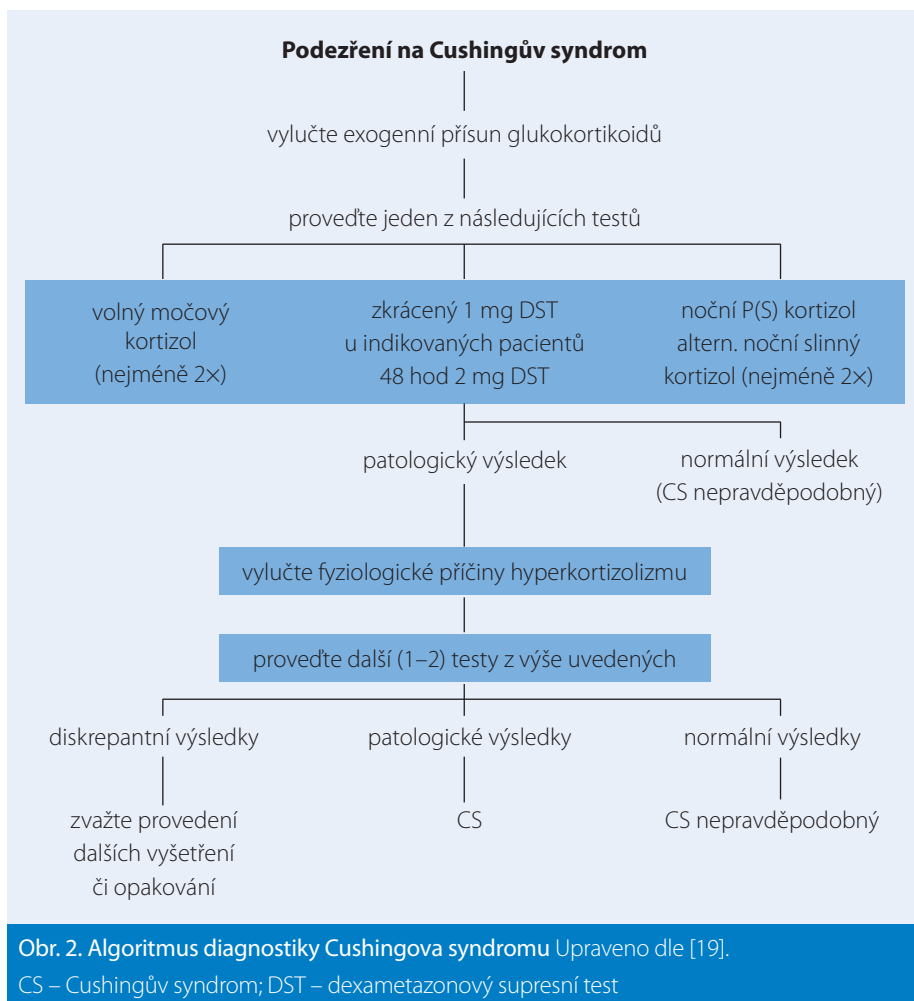 Podezření na Cushingův syndrom
vylučte exogenní přísun glukokortikoidů
proveďte jeden z následujících testů
volný močový
kortizol
(nejméně 2×)
zkrácený 1 mg DST
u indikovaných pacientů
48 hod 2 mg DST
noční P(S) kortizol
altern. noční slinný
kortizol (nejméně 2×)
patologický výsledek
normální výsledek
(CS nepravděpodobný)
vylučte fyziologické příčiny hyperkortizolizmu
proveďte další (1–2) testy z výše uvedených
diskrepantní výsledky
patologické výsledky
normální výsledky
zvažte provedení
dalších vyšetření
či opakování
CS
CS nepravděpodobný
Obr. 2. Algoritmus diagnostiky Cushingova syndromu Upraveno dle [19].
CS – Cushingův syndrom; DST – dexametazonový supresní test